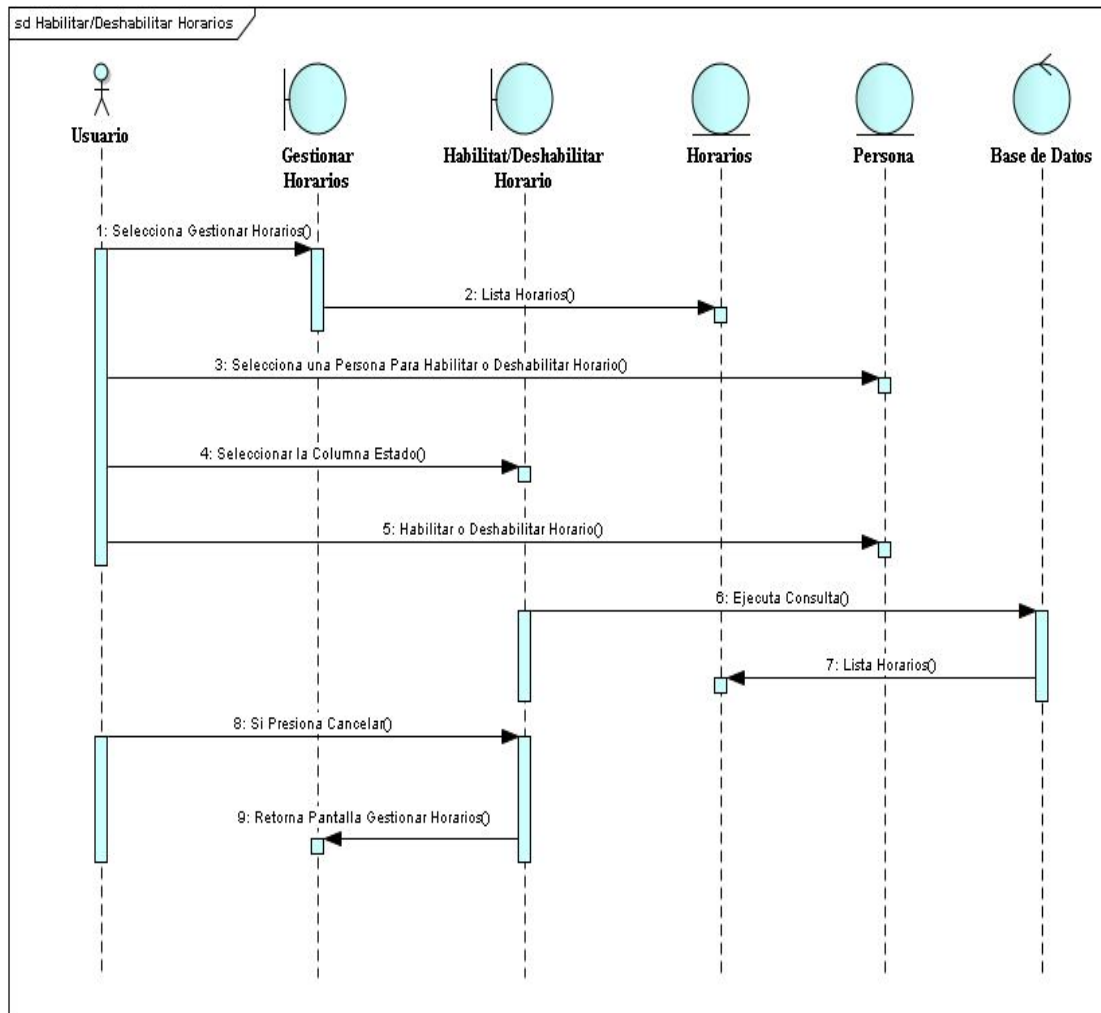 sd Habilitar/Deshabilitar Horarios
Usuario
Gestionar
Horarios
Habilitat/Deshabilitar
Horario
Horarios
Persona
Base de Datos
1: Selecciona Gestionar Horarios()
2: Lista Horarios()
3: Selecciona una Persona Para Habilitar o Deshabilitar Horario()
4: Seleccionar la Columna Estado()
5: Habilitar o Deshabilitar Horario()
6: Ejecuta Consulta()
7: Lista Horarios()
8: Si Presiona Cancelar()
9: Retorna Pantalla Gestionar Horarios()